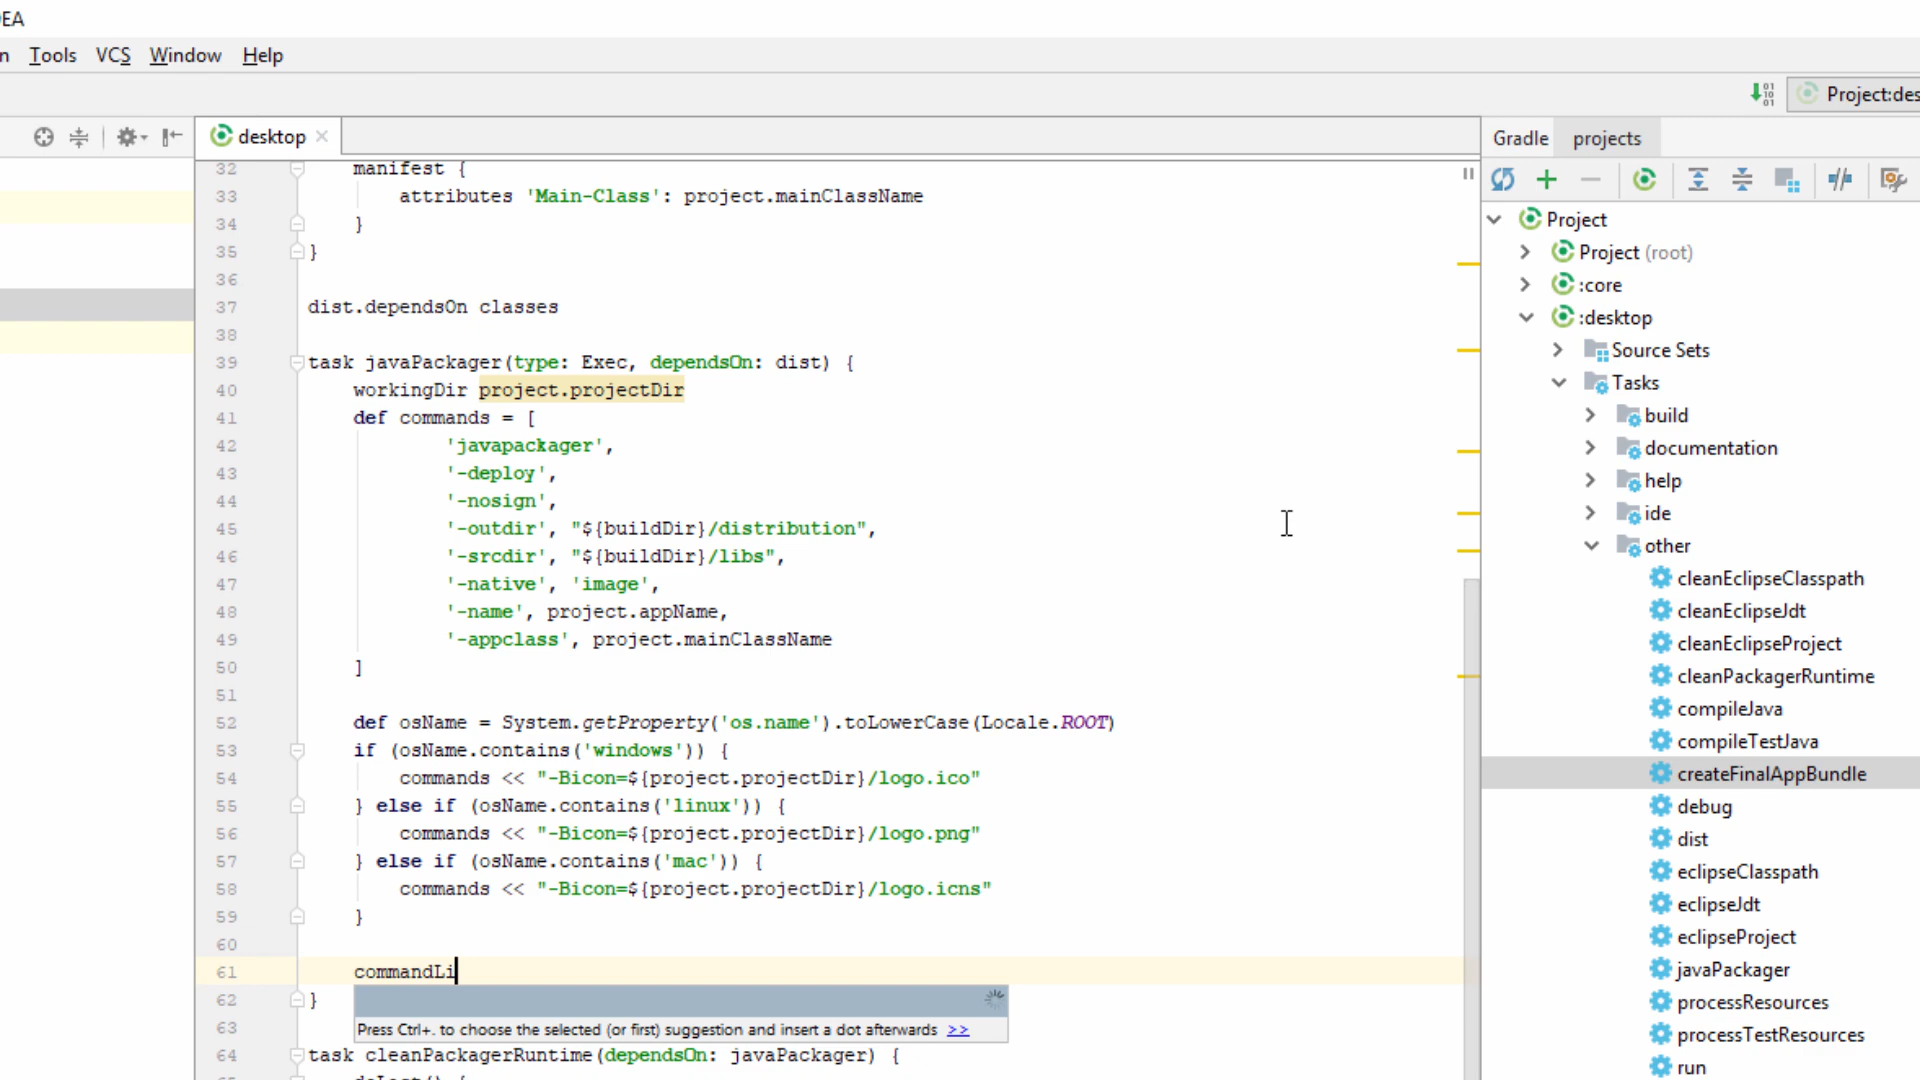 DEA
n Tools VCS Window Help
Project:des
desktop
Gradle projects
32 manifest {
33 attributes 'Main-Class': project.mainClassName
34 }
35 }
36
37 dist.dependsOn classes
38
39 task javaPackager(type: Exec, dependsOn: dist) {
40 workingDir project.projectDir
41 def commands = [
42 'javapackager',
43 '-deploy',
44 '-nosign',
45 '-outdir', "${buildDir}/distribution",
46 '-srcdir', "${buildDir}/libs",
47 '-native', 'image',
48 '-name', project.appName,
49 '-appclass', project.mainClassName
50 ]
51
52 def osName = System.getProperty('os.name').toLowerCase(Locale.ROOT)
53 if (osName.contains('windows')) {
54 commands << "-Bicon=${project.projectDir}/logo.ico"
55 } else if (osName.contains('linux')) {
56 commands << "-Bicon=${project.projectDir}/logo.png"
57 } else if (osName.contains('mac')) {
58 commands << "-Bicon=${project.projectDir}/logo.icns"
59 }
60
61 commandLi
62 }
Press Ctrl+. to choose the selected (or first) suggestion and insert a dot afterwards >>
63
64 task cleanPackagerRuntime(dependsOn: javaPackager) {
Project
Project (root)
:core
:desktop
Source Sets
Tasks
build
documentation
help
ide
other
cleanEclipseClasspath
cleanEclipseJdt
cleanEclipseProject
cleanPackagerRuntime
compileJava
compileTestJava
createFinalAppBundle
debug
dist
eclipseClasspath
eclipseJdt
eclipseProject
javaPackager
processResources
processTestResources
run